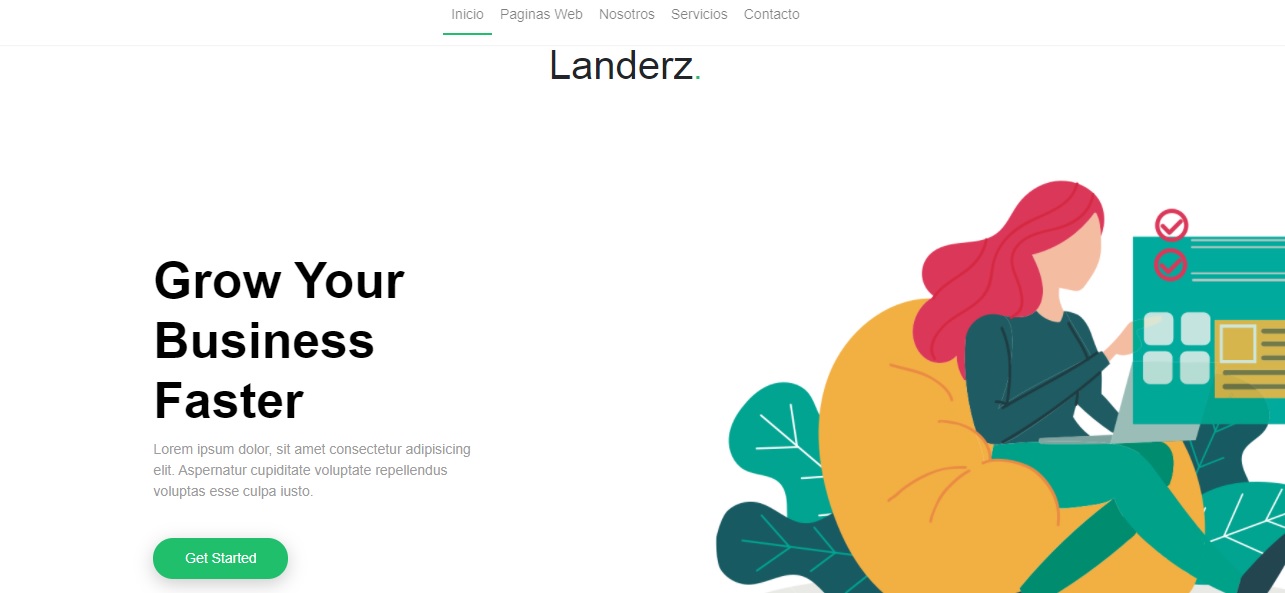 Inicio Paginas Web Nosotros Servicios Contacto
Landerz.
Grow Your
Business
Faster
Lorem ipsum dolor, sit amet consectetur adipisicing
elit. Aspernatur cupiditate voluptate repellendus
voluptas esse culpa iusto.
Get Started